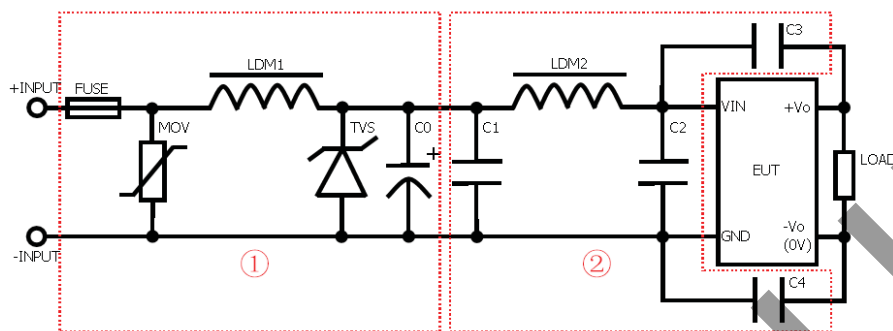 C3
LDM1
LDM2
+INPUT
FUSE
MOV
TVS
C0
+
C1
C2
VIN
+Vo
EUT
LOAD
GND
-Vo
(0V)
-INPUT
①
②
C4